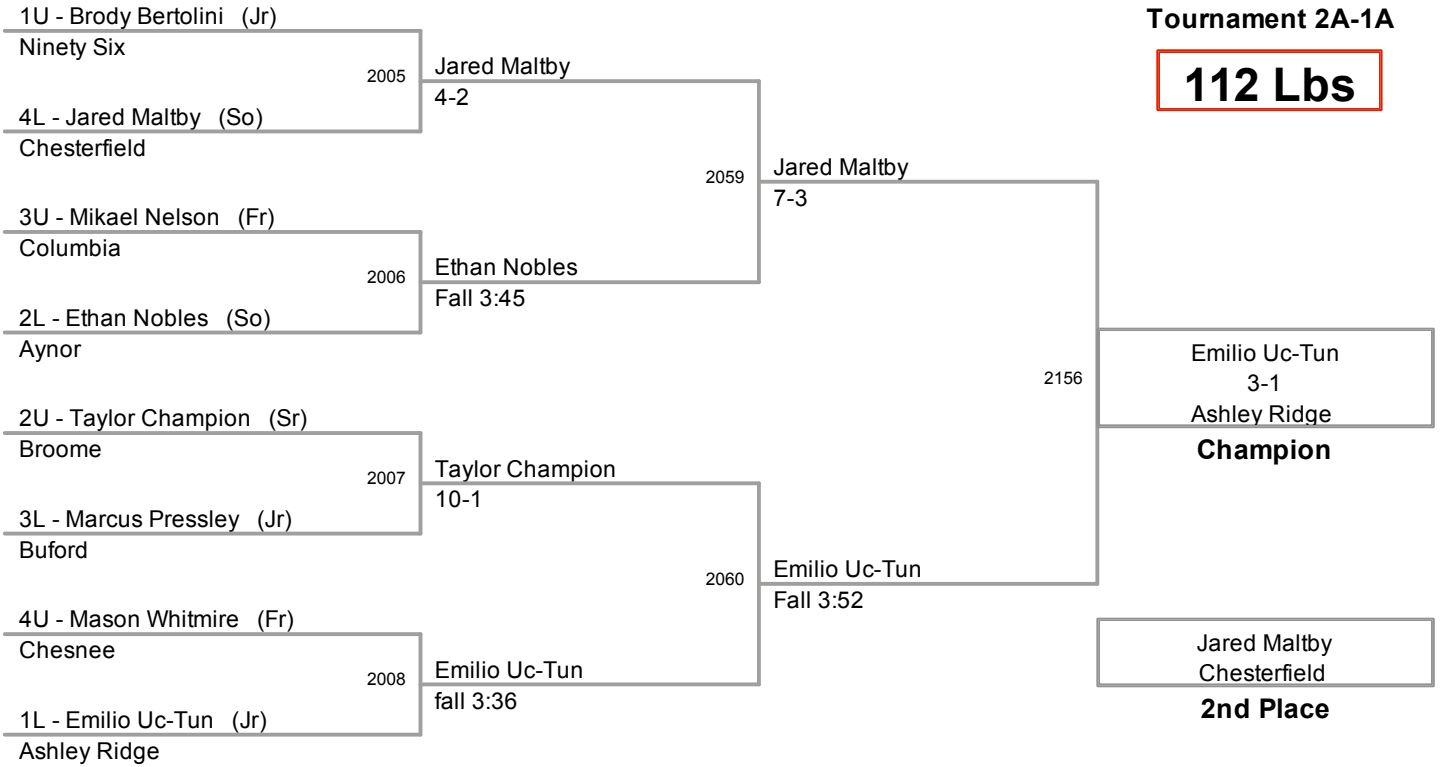 1U - Brody Bertolini (Jr)
Ninety Six
2005
4L - Jared Maltby (So)
Chesterfield
3U - Mikael Nelson (Fr)
Columbia
2006
2L - Ethan Nobles (So)
Aynor
2U - Taylor Champion (Sr)
Broome
2007
3L - Marcus Pressley (Jr)
Buford
4U - Mason Whitmire (Fr)
Chesnee
2008
1L - Emilio Uc-Tun (Jr)
Ashley Ridge
Jared Maltby
4-2
2059
Ethan Nobles
Fall 3:45
Taylor Champion
10-1
2060
Emilio Uc-Tun
fall 3:36
Jared Maltby
7-3
2156
Emilio Uc-Tun
Fall 3:52
Tournament 2A-1A
112 Lbs
Emilio Uc-Tun
3-1
Ashley Ridge
Champion
Jared Maltby
Chesterfield
2nd Place